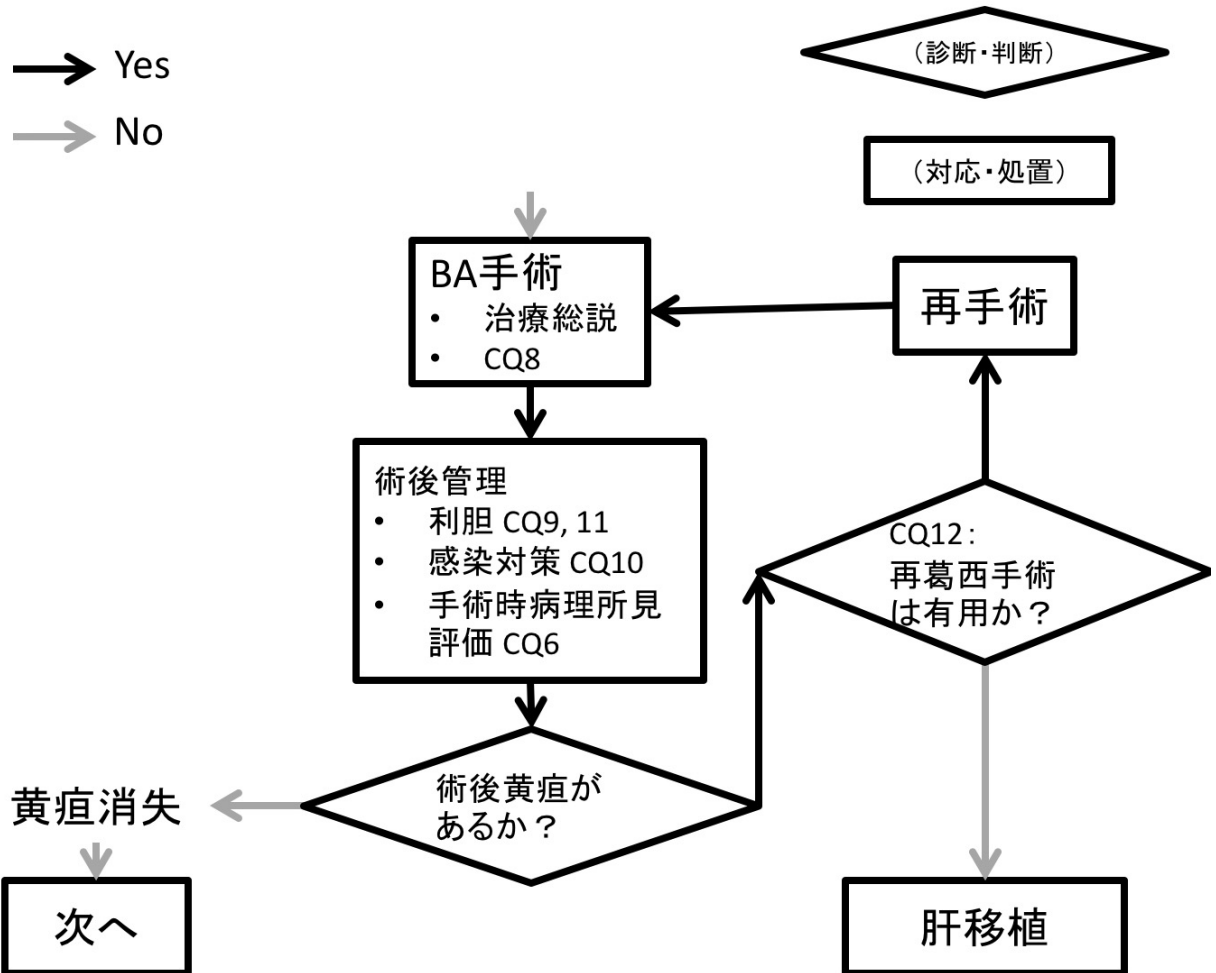 Yes
No
（診断・判断）
（対応・処置）
BA手術
• 治療総説
• CQ8
再手術
術後管理
• 利胆 CQ9, 11
• 感染対策 CQ10
• 手術時病理所見
評価 CQ6
CQ12：
再葛西手術
は有用か？
術後黄疸が
あるか？
黄疸消失
次へ
肝移植